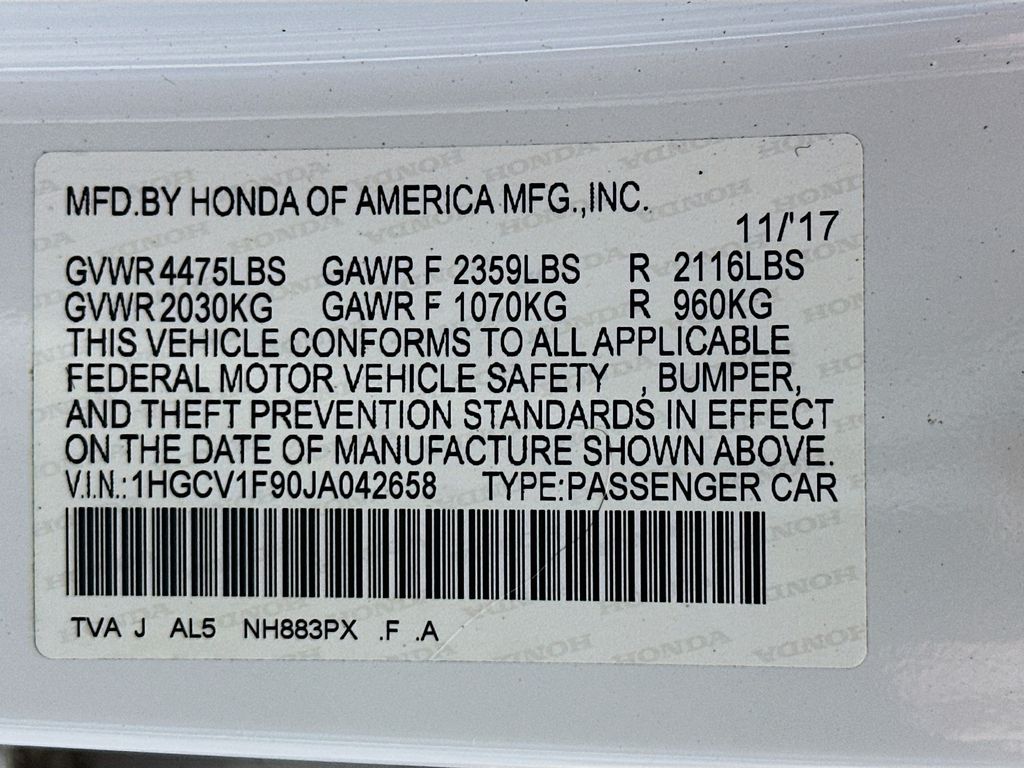 MFD.BY HONDA OF AMERICA MFG.,INC.
11/'17
GVWR 4475LBS GAWR F 2359LBS R 2116LBS
GVWR 2030KG GAWR F 1070KG R 960KG
THIS VEHICLE CONFORMS TO ALL APPLICABLE
FEDERAL MOTOR VEHICLE SAFETY , BUMPER,
AND THEFT PREVENTION STANDARDS IN EFFECT
ON THE DATE OF MANUFACTURE SHOWN ABOVE.
V.I.N.:1HGCV1F90JA042658 TYPE:PASSENGER CAR
TVA J AL5 NH883PX .F .A